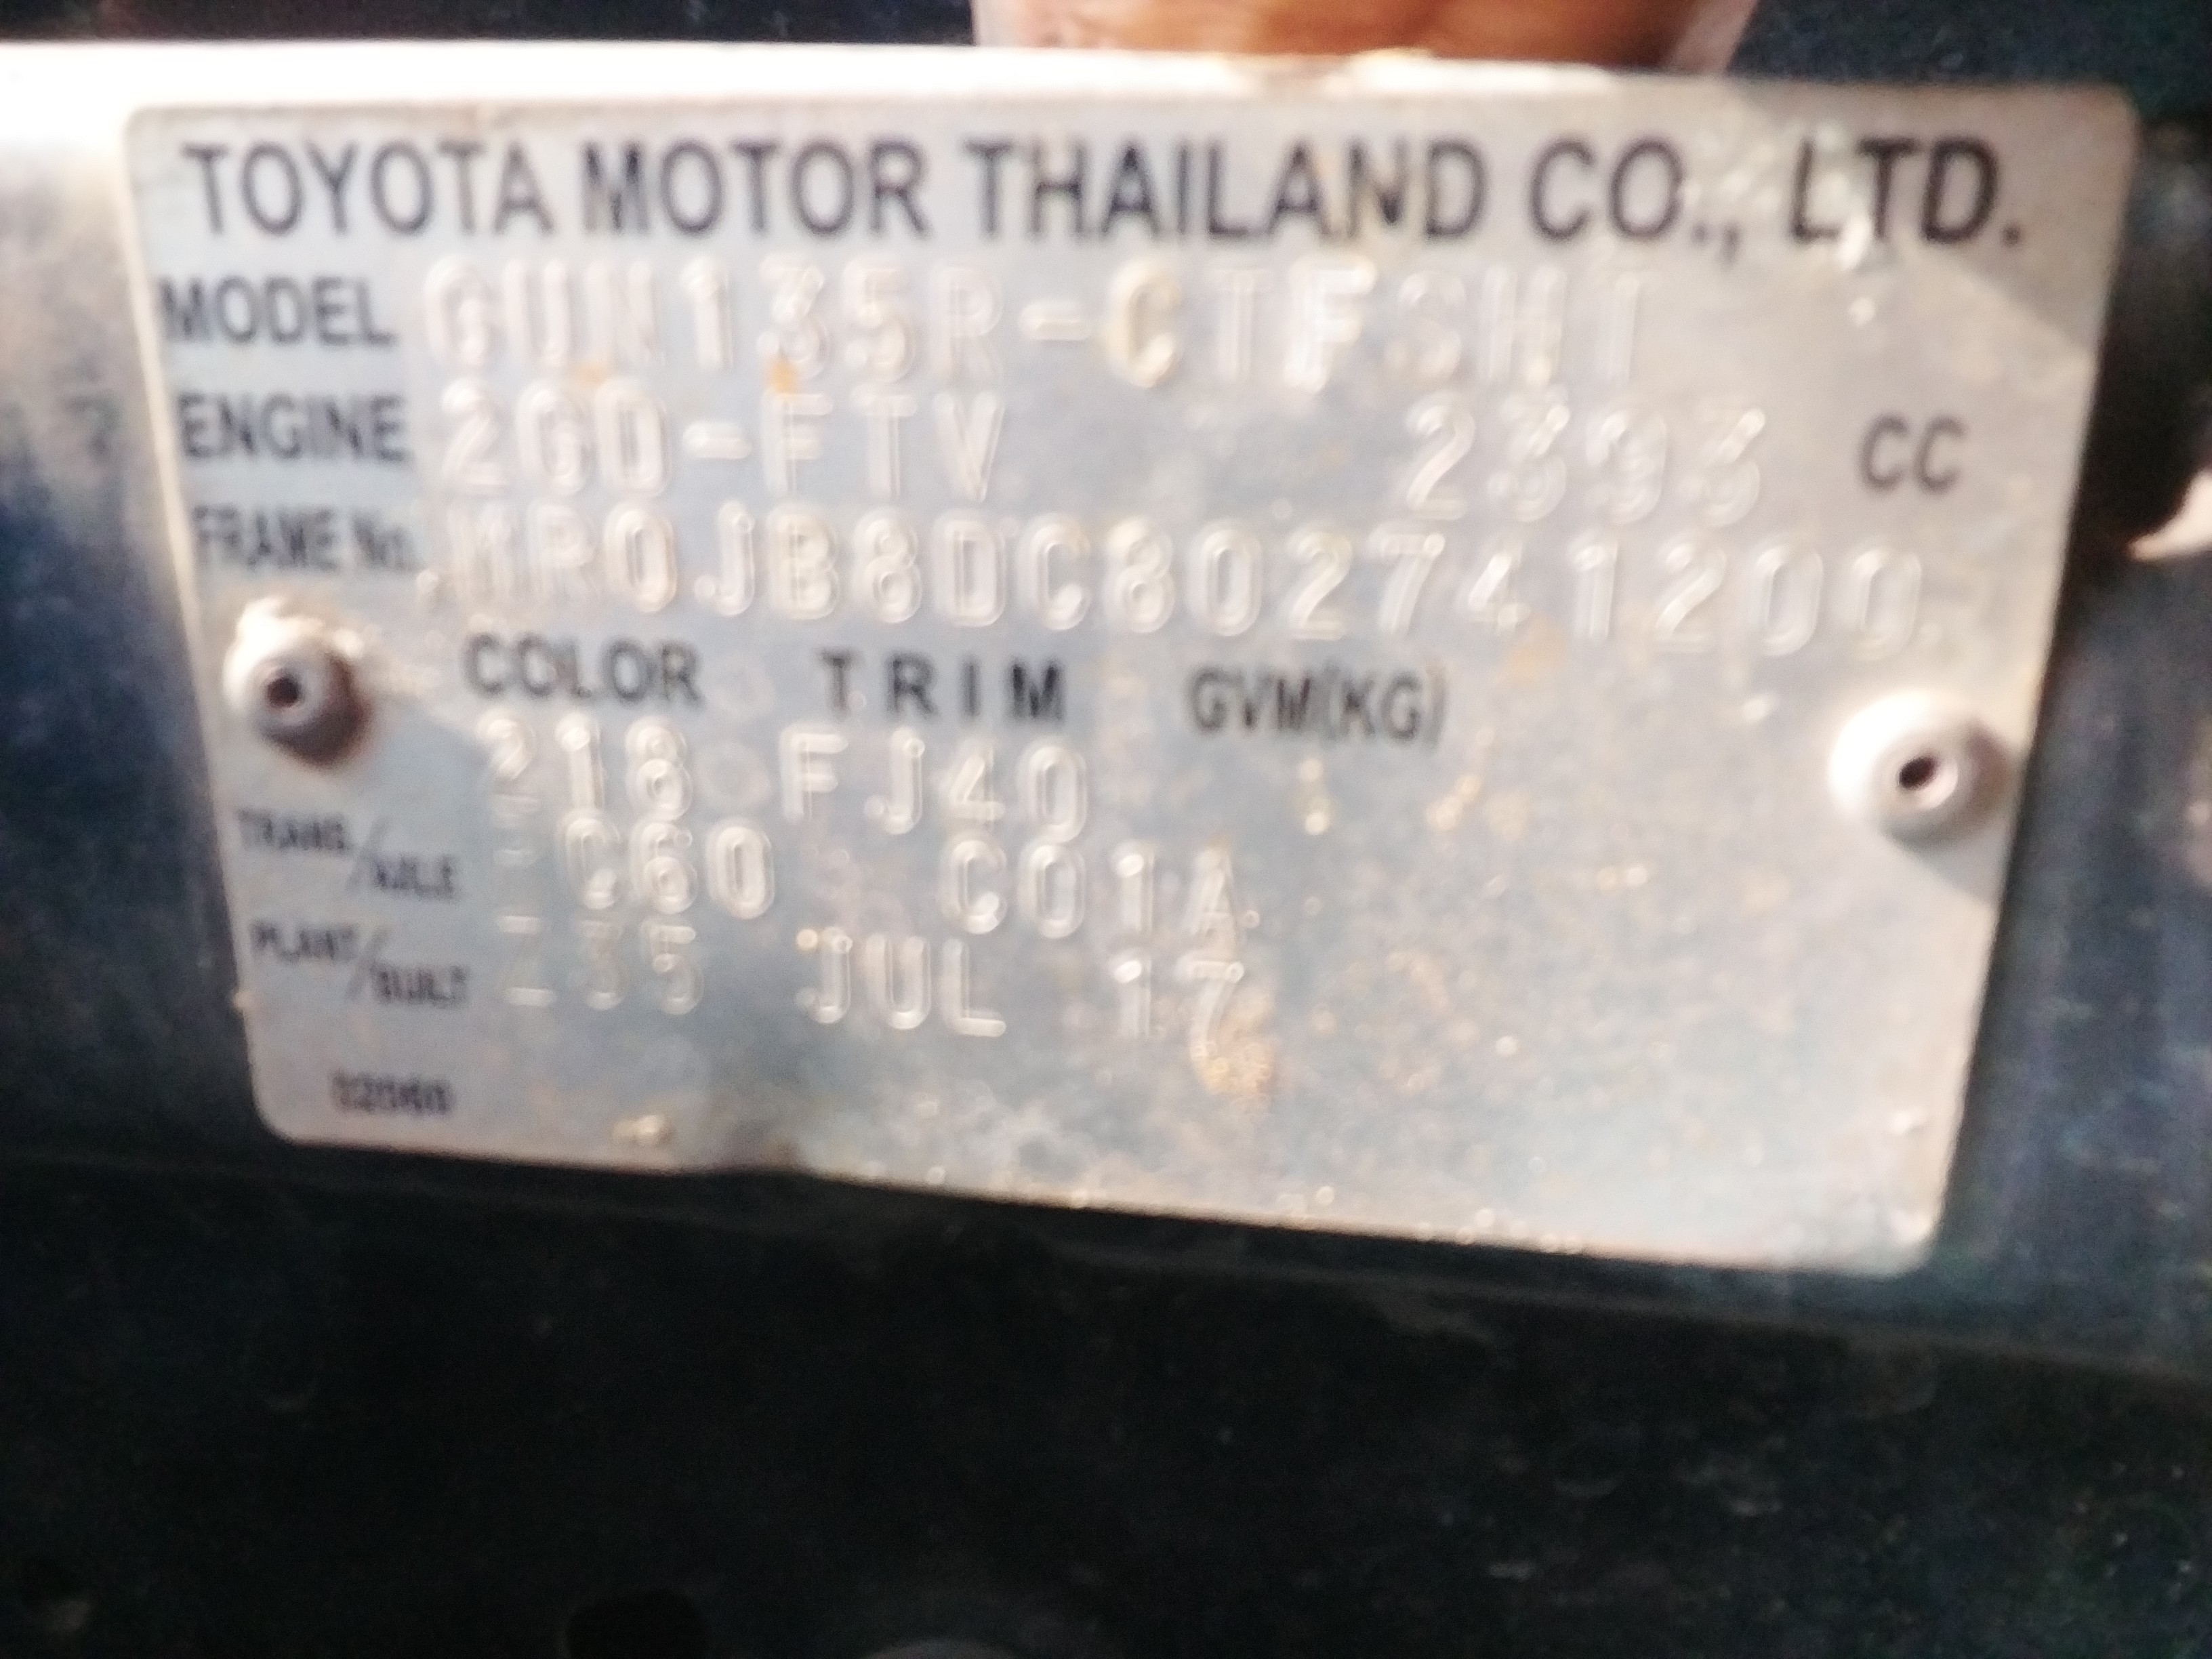 TOYOTA MOTOR THAILAND CO., LTD.
MODEL GUN135R-CTFSHT
ENGINE 2GD-FTV 2393 CC
FRAME No. MR0JB8DC802741200
COLOR TRIM GVM(KG)
218 FJ40
TRANS/AXLE C60 C01A
PLANT/BUILT Z35 JUL 17